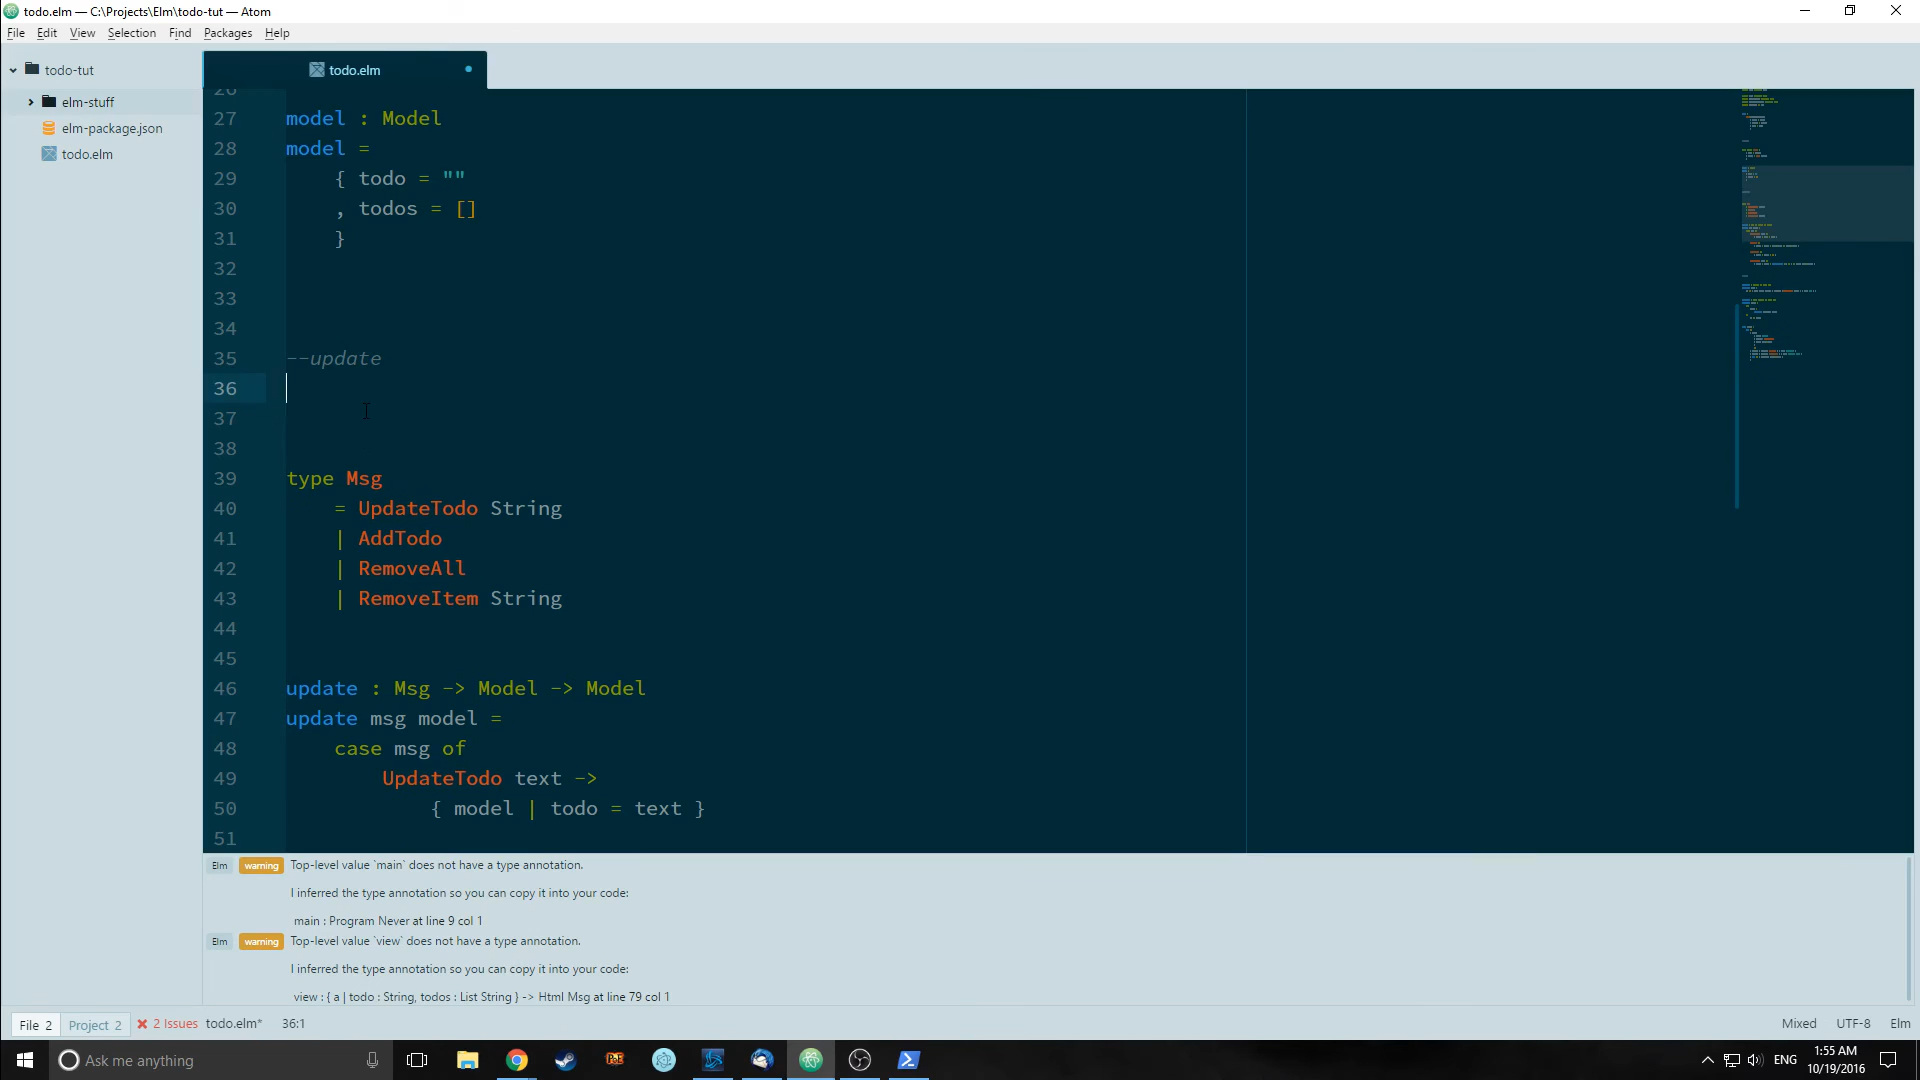 todo.elm — C:\Projects\Elm\todo-tut — Atom
File Edit View Selection Find Packages Help
todo-tut
elm-stuff
elm-package.json
todo.elm
todo.elm
26
27 model : Model
28 model =
29 { todo = ""
30 , todos = []
31 }
32
33
34
35 --update
36
37
38
39 type Msg
40 = UpdateTodo String
41 | AddTodo
42 | RemoveAll
43 | RemoveItem String
44
45
46 update : Msg -> Model -> Model
47 update msg model =
48 case msg of
49 UpdateTodo text ->
50 { model | todo = text }
51
Elm warning Top-level value `main` does not have a type annotation.
I inferred the type annotation so you can copy it into your code:
main : Program Never at line 9 col 1
Elm warning Top-level value `view` does not have a type annotation.
I inferred the type annotation so you can copy it into your code:
view : { a | todo : String, todos : List String } -> Html Msg at line 79 col 1
File 2 Project 2 2 Issues todo.elm* 36:1 Mixed UTF-8 Elm
Ask me anything
ENG 1:55 AM
10/19/2016